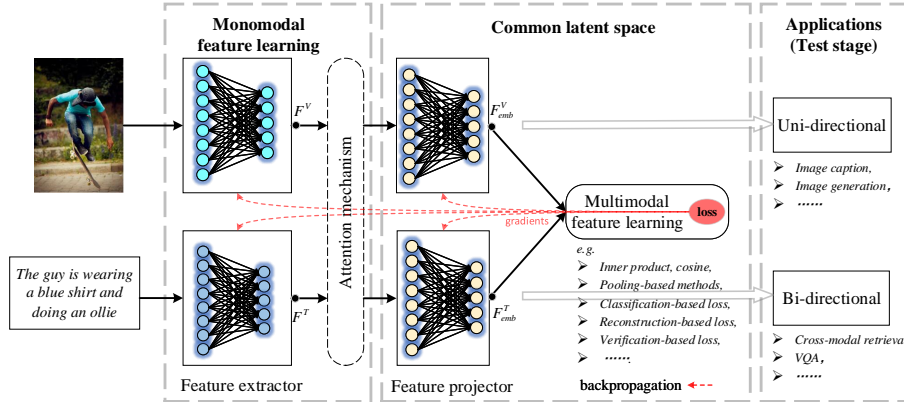 Monomodal
feature learning
Common latent space
Applications
(Test stage)
F^V
F^V_emb
Attention mechanism
Uni-directional
Image caption,
Image generation,
……
Multimodal
feature learning
loss
gradients
The guy is wearing
a blue shirt and
doing an ollie
F^T
F^T_emb
e.g.
Inner product, cosine,
Pooling-based methods,
Classification-based loss,
Reconstruction-based loss,
Verification-based loss,
…….
Bi-directional
Cross-modal retrieva
VQA,
……
Feature extractor
Feature projector
backpropagation